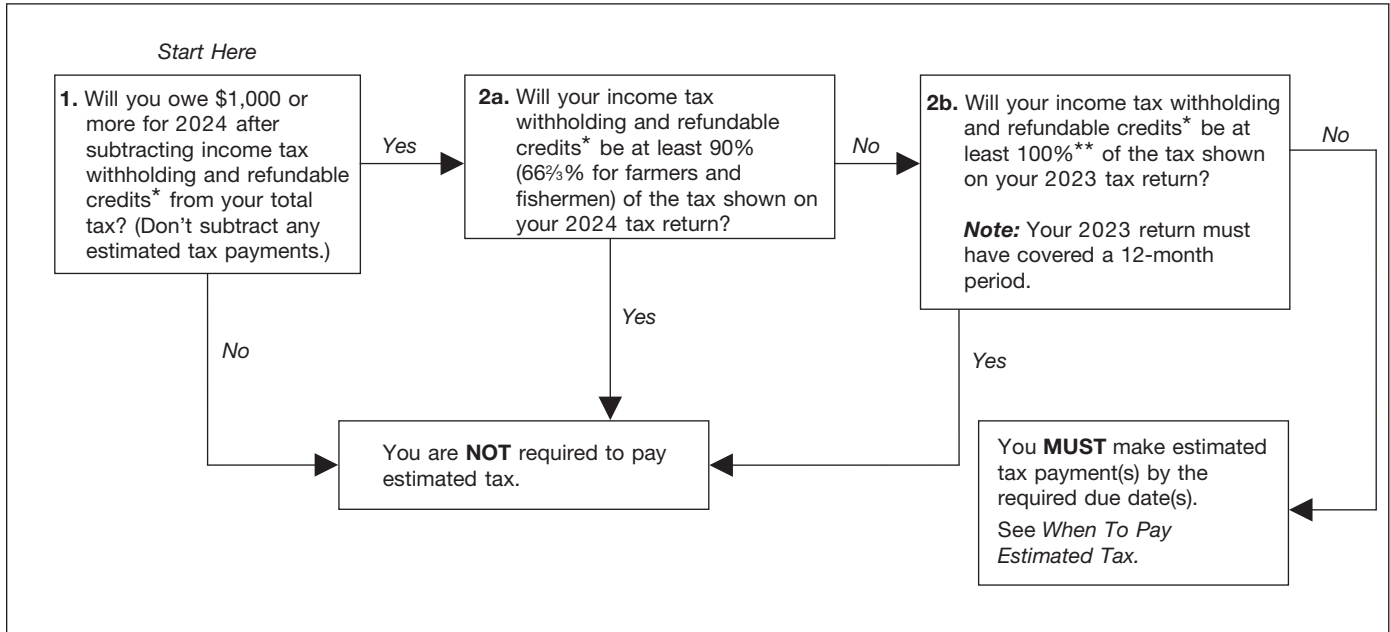 Start Here
1. Will you owe $1,000 or
more for 2024 after
subtracting income tax
withholding and refundable
credits* from your total
tax? (Don’t subtract any
estimated tax payments.)
Yes
No
2a. Will your income tax
withholding and refundable
credits* be at least 90%
(66⅔% for farmers and
fishermen) of the tax shown on
your 2024 tax return?
No
Yes
2b. Will your income tax withholding
and refundable credits* be at
least 100%** of the tax shown
on your 2023 tax return?
Note: Your 2023 return must
have covered a 12-month
period.
No
Yes
You are NOT required to pay
estimated tax.
You MUST make estimated
tax payment(s) by the
required due date(s).
See When To Pay
Estimated Tax.